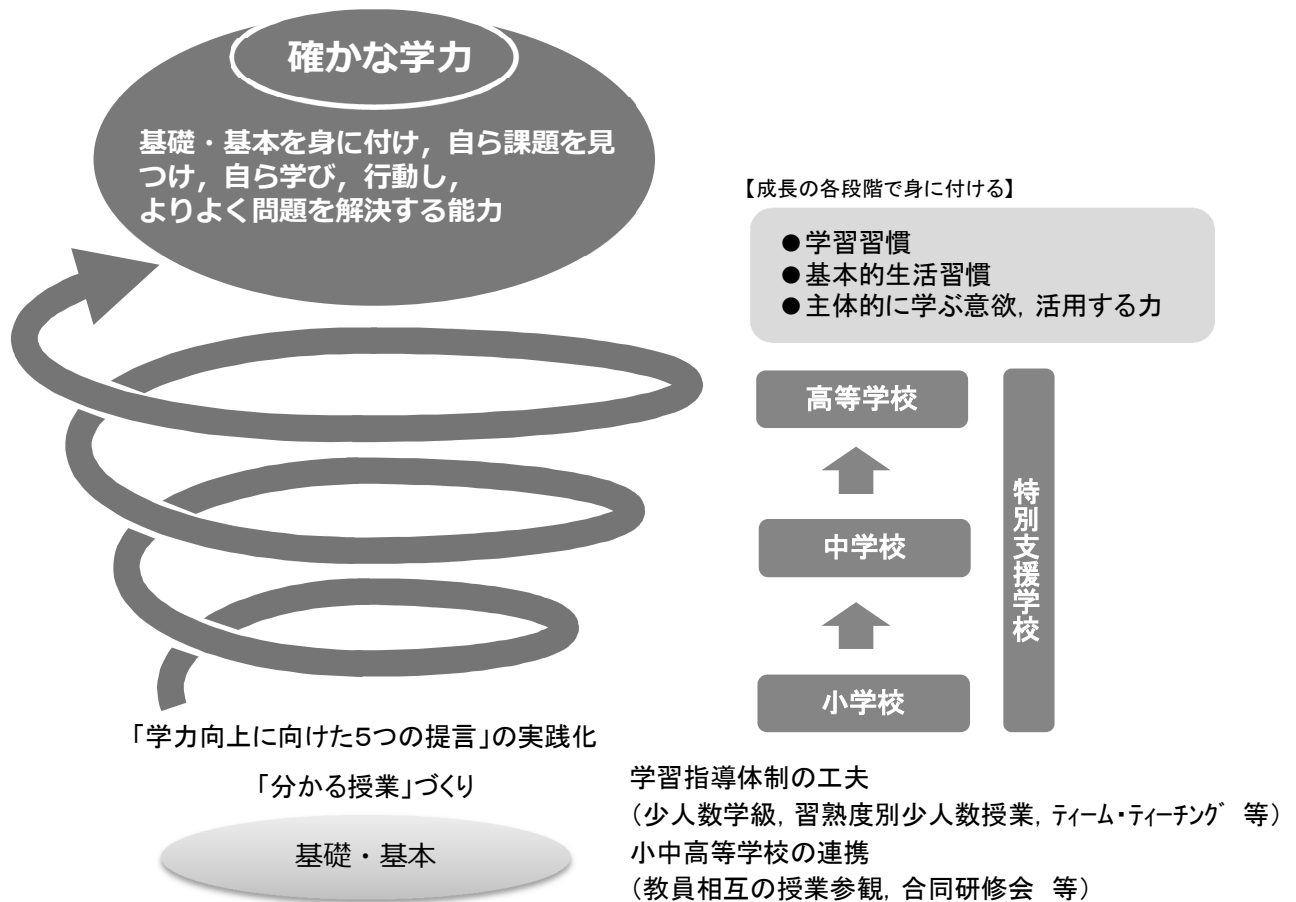 確かな学力
基礎・基本を身に付け，自ら課題を見
つけ，自ら学び，行動し，
よりよく問題を解決する能力
【成長の各段階で身に付ける】
●学習習慣
●基本的生活習慣
●主体的に学ぶ意欲，活用する力
高等学校
中学校
小学校
特別支援学校
「学力向上に向けた５つの提言」の実践化
「分かる授業」づくり
基礎・基本
学習指導体制の工夫
（少人数学級，習熟度別少人数授業，ﾃｨｰﾑ・ﾃｨｰﾁﾝｸﾞ 等）
小中高等学校の連携
（教員相互の授業参観，合同研修会　等）